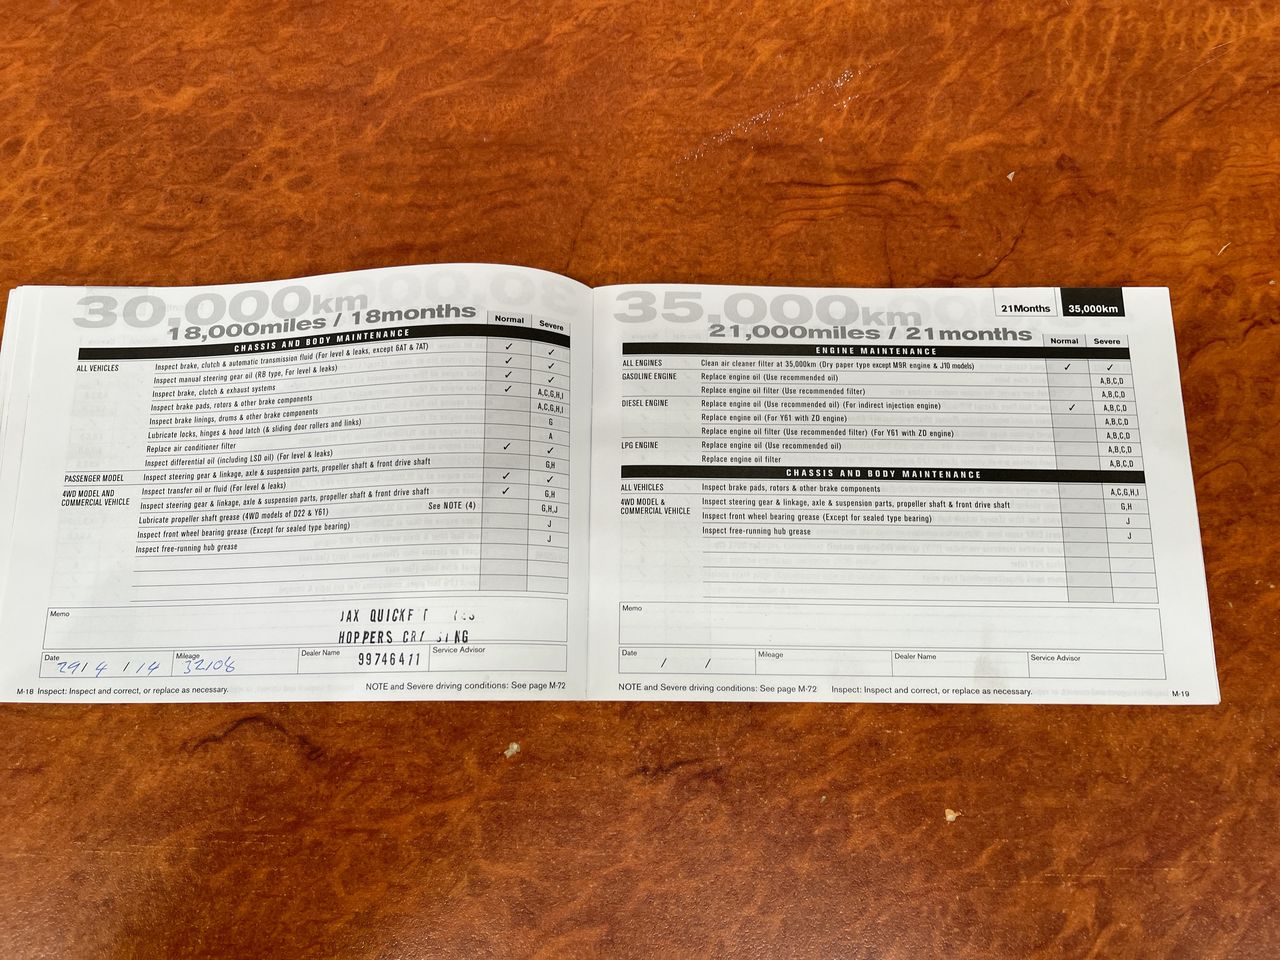 30,000km
18,000miles / 18months
Normal Severe
CHASSIS AND BODY MAINTENANCE
ALL VEHICLES Inspect brake, clutch & automatic transmission fluid (For level & leaks, except 6AT & 7AT) ✓ ✓
Inspect manual steering gear oil (RB type, For level & leaks) ✓ ✓
Inspect brake, clutch & exhaust systems ✓ ✓
Inspect brake pads, rotors & other brake components ✓ A,C,G,H,I
Inspect brake linings, drums & other brake components A,C,G,H,I
Lubricate locks, hinges & hood latch (& sliding door rollers and links) G
Replace air conditioner filter A
Inspect differential oil (including LSD oil) (For level & leaks) ✓ ✓
PASSENGER MODEL Inspect steering gear & linkage, axle & suspension parts, propeller shaft & front drive shaft G,H
4WD MODEL AND COMMERCIAL VEHICLE Inspect transfer oil or fluid (For level & leaks) ✓ ✓
Inspect steering gear & linkage, axle & suspension parts, propeller shaft & front drive shaft ✓ G,H
Lubricate propeller shaft grease (4WD models of D22 & Y61) See NOTE (4) G,H,J
Inspect front wheel bearing grease (Except for sealed type bearing) J
Inspect free-running hub grease J
Memo
JAX QUICKF T
HOPPERS NG
Date 29/4/14 Mileage 32106 Dealer Name 99746411 Service Advisor
M-18 Inspect: Inspect and correct, or replace as necessary. NOTE and Severe driving conditions: See page M-72
35,000km
21,000miles / 21months
21Months 35,000km
Normal Severe
ENGINE MAINTENANCE
ALL ENGINES Clean air cleaner filter at 35,000km (Dry paper type except M9R engine & J10 models) ✓ ✓
GASOLINE ENGINE Replace engine oil (Use recommended oil) A,B,C,D
Replace engine oil filter (Use recommended filter) A,B,C,D
DIESEL ENGINE Replace engine oil (Use recommended oil) (For indirect injection engine) ✓ A,B,C,D
Replace engine oil (For Y61 with ZD engine) A,B,C,D
Replace engine oil filter (Use recommended filter) (For Y61 with ZD engine) A,B,C,D
LPG ENGINE Replace engine oil (Use recommended oil) A,B,C,D
Replace engine oil filter A,B,C,D
CHASSIS AND BODY MAINTENANCE
ALL VEHICLES Inspect brake pads, rotors & other brake components A,C,G,H,I
4WD MODEL & COMMERCIAL VEHICLE Inspect steering gear & linkage, axle & suspension parts, propeller shaft & front drive shaft G,H
Inspect front wheel bearing grease (Except for sealed type bearing) J
Inspect free-running hub grease J
Memo
Date / / Mileage Dealer Name Service Advisor
NOTE and Severe driving conditions: See page M-72 Inspect: Inspect and correct, or replace as necessary. M-19